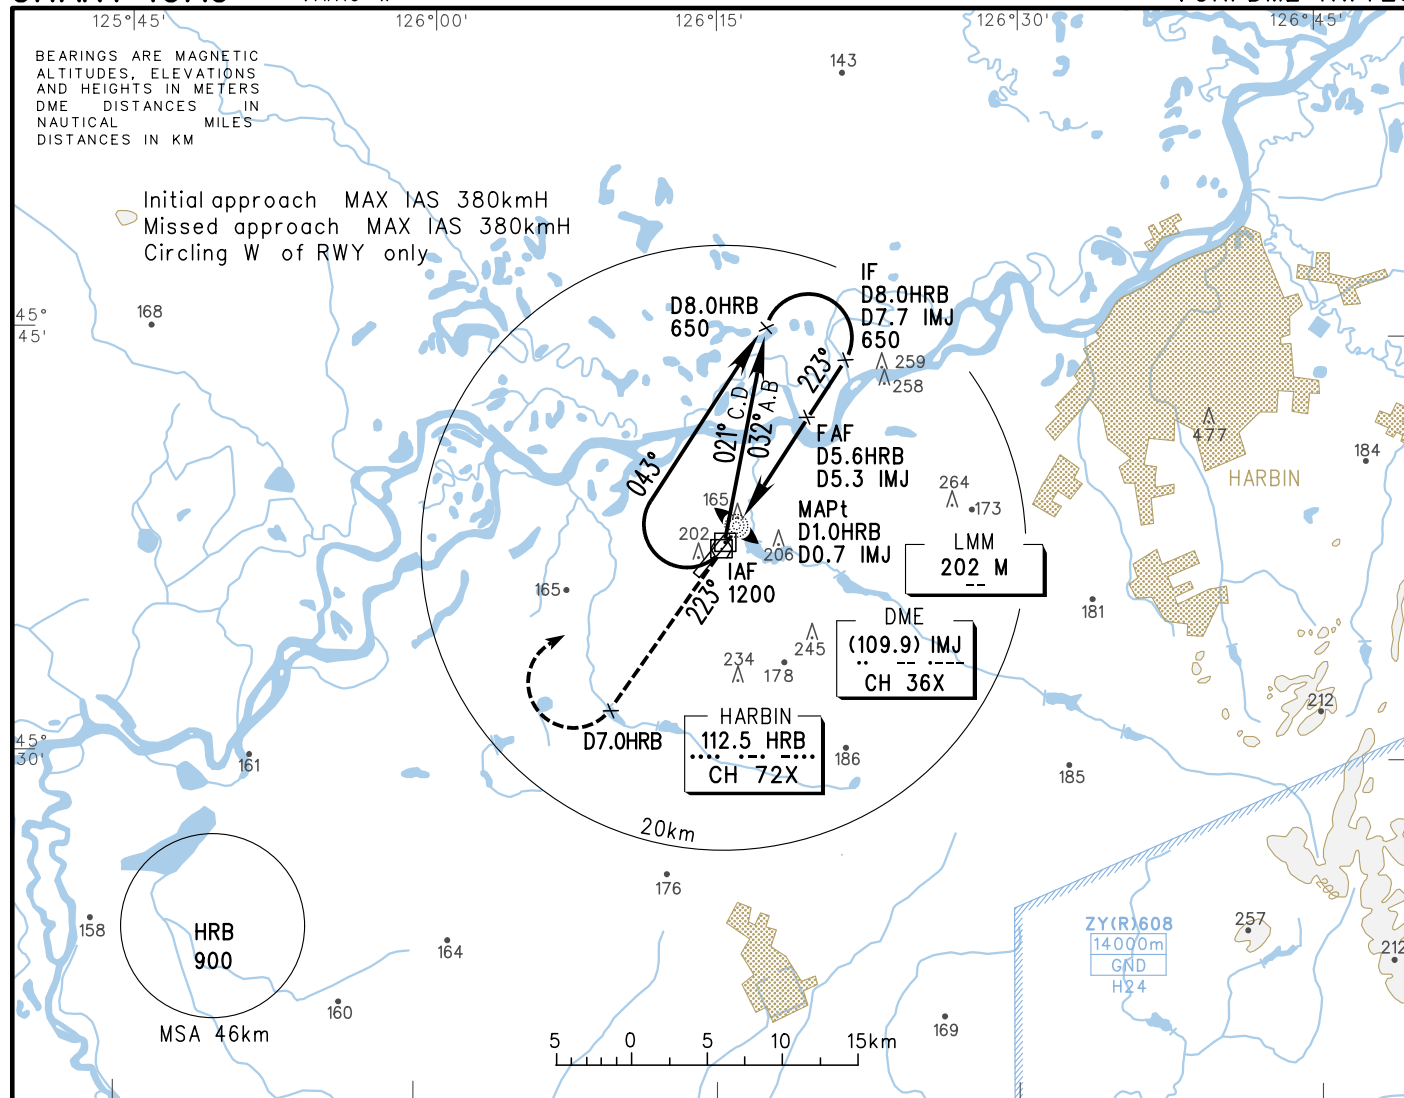 125°45'
126°00'
126°15'
126°30'
126°45'
BEARINGS ARE MAGNETIC
ALTITUDES, ELEVATIONS
AND HEIGHTS IN METERS
DME DISTANCES IN
NAUTICAL MILES
DISTANCES IN KM
143
Initial approach MAX IAS 380kmH
Missed approach MAX IAS 380kmH
Circling W of RWY only
45°
45'
168
D8.0HRB
650
IF
D8.0HRB
D7.7 IMJ
650
223°
259
258
021° C.D
032° A.B
043°
FAF
D5.6HRB
D5.3 IMJ
477
184
HARBIN
264
173
165
MAPt
D1.0HRB
D0.7 IMJ
202
206
IAF
1200
223°
LMM
202 M
-- 
165
181
DME
(109.9) IMJ
·· -- ·---
CH 36X
245
234
178
212
HARBIN
112.5 HRB
···· ·-· -···
CH 72X
D7.0HRB
45°
30'
161
186
185
20km
176
200
158
HRB
900
164
160
MSA 46km
ZY(R)608
14000m
GND
H24
257
212
169
5 0 5 10 15km